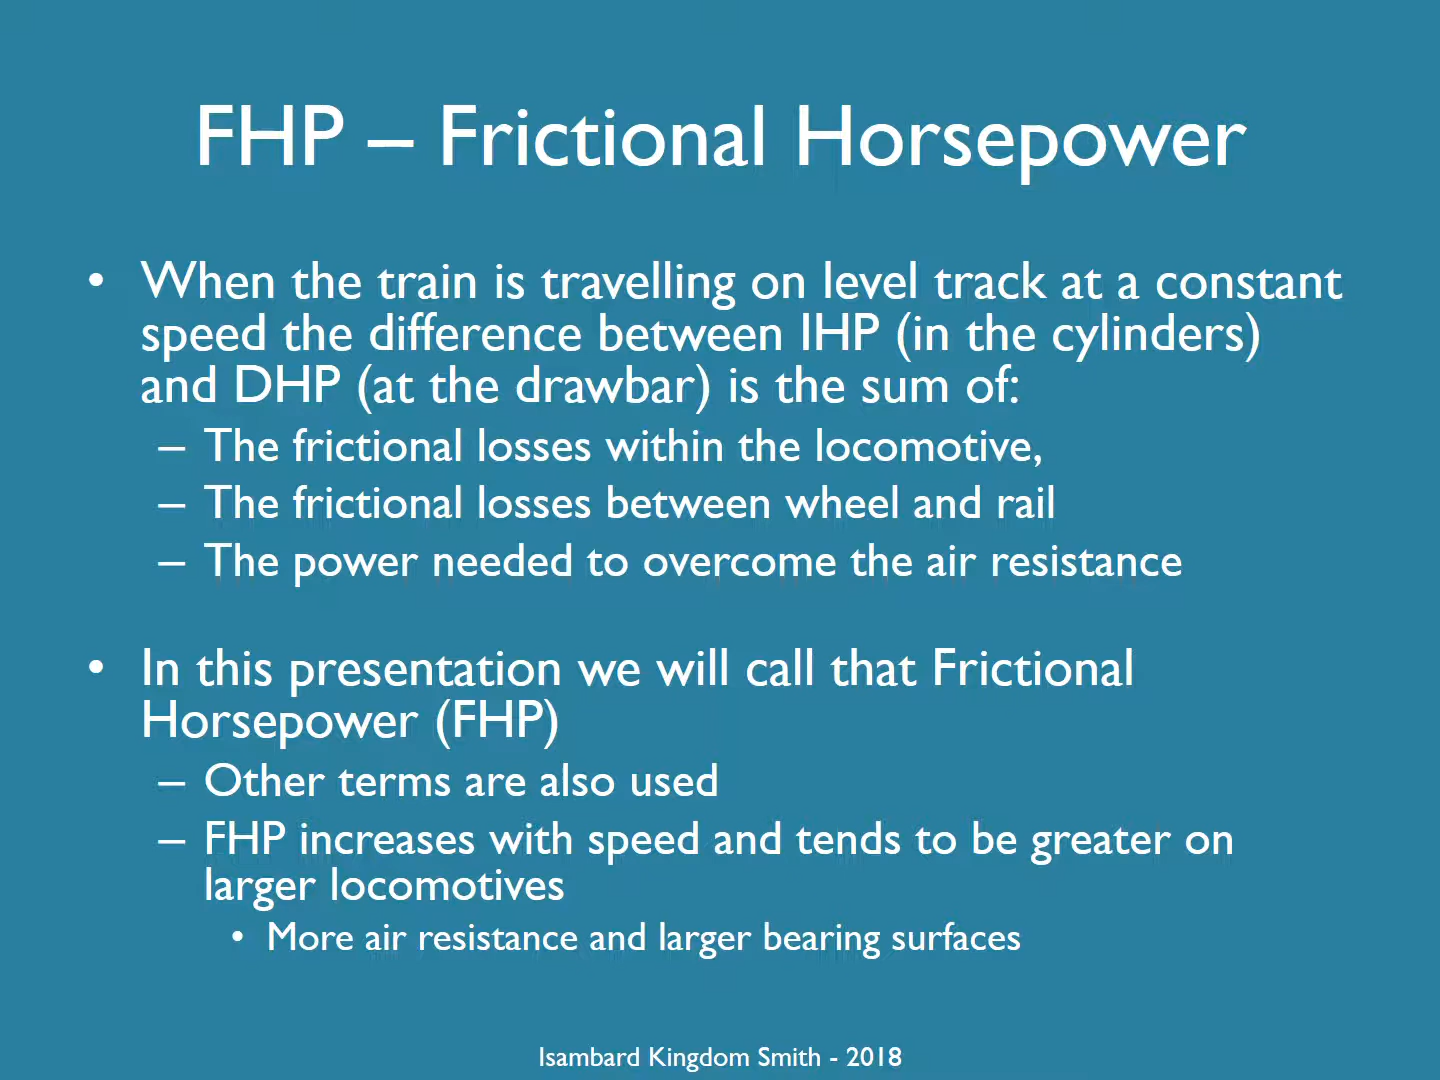 FHP – Frictional Horsepower
• When the train is travelling on level track at a constant
speed the difference between IHP (in the cylinders)
and DHP (at the drawbar) is the sum of:
– The frictional losses within the locomotive,
– The frictional losses between wheel and rail
– The power needed to overcome the air resistance
• In this presentation we will call that Frictional
Horsepower (FHP)
– Other terms are also used
– FHP increases with speed and tends to be greater on
larger locomotives
• More air resistance and larger bearing surfaces
Isambard Kingdom Smith - 2018